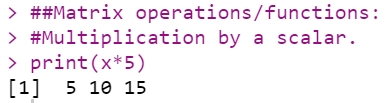 > ##Matrix operations/functions:
> #Multiplication by a scalar.
> print(x*5)
[1]  5 10 15